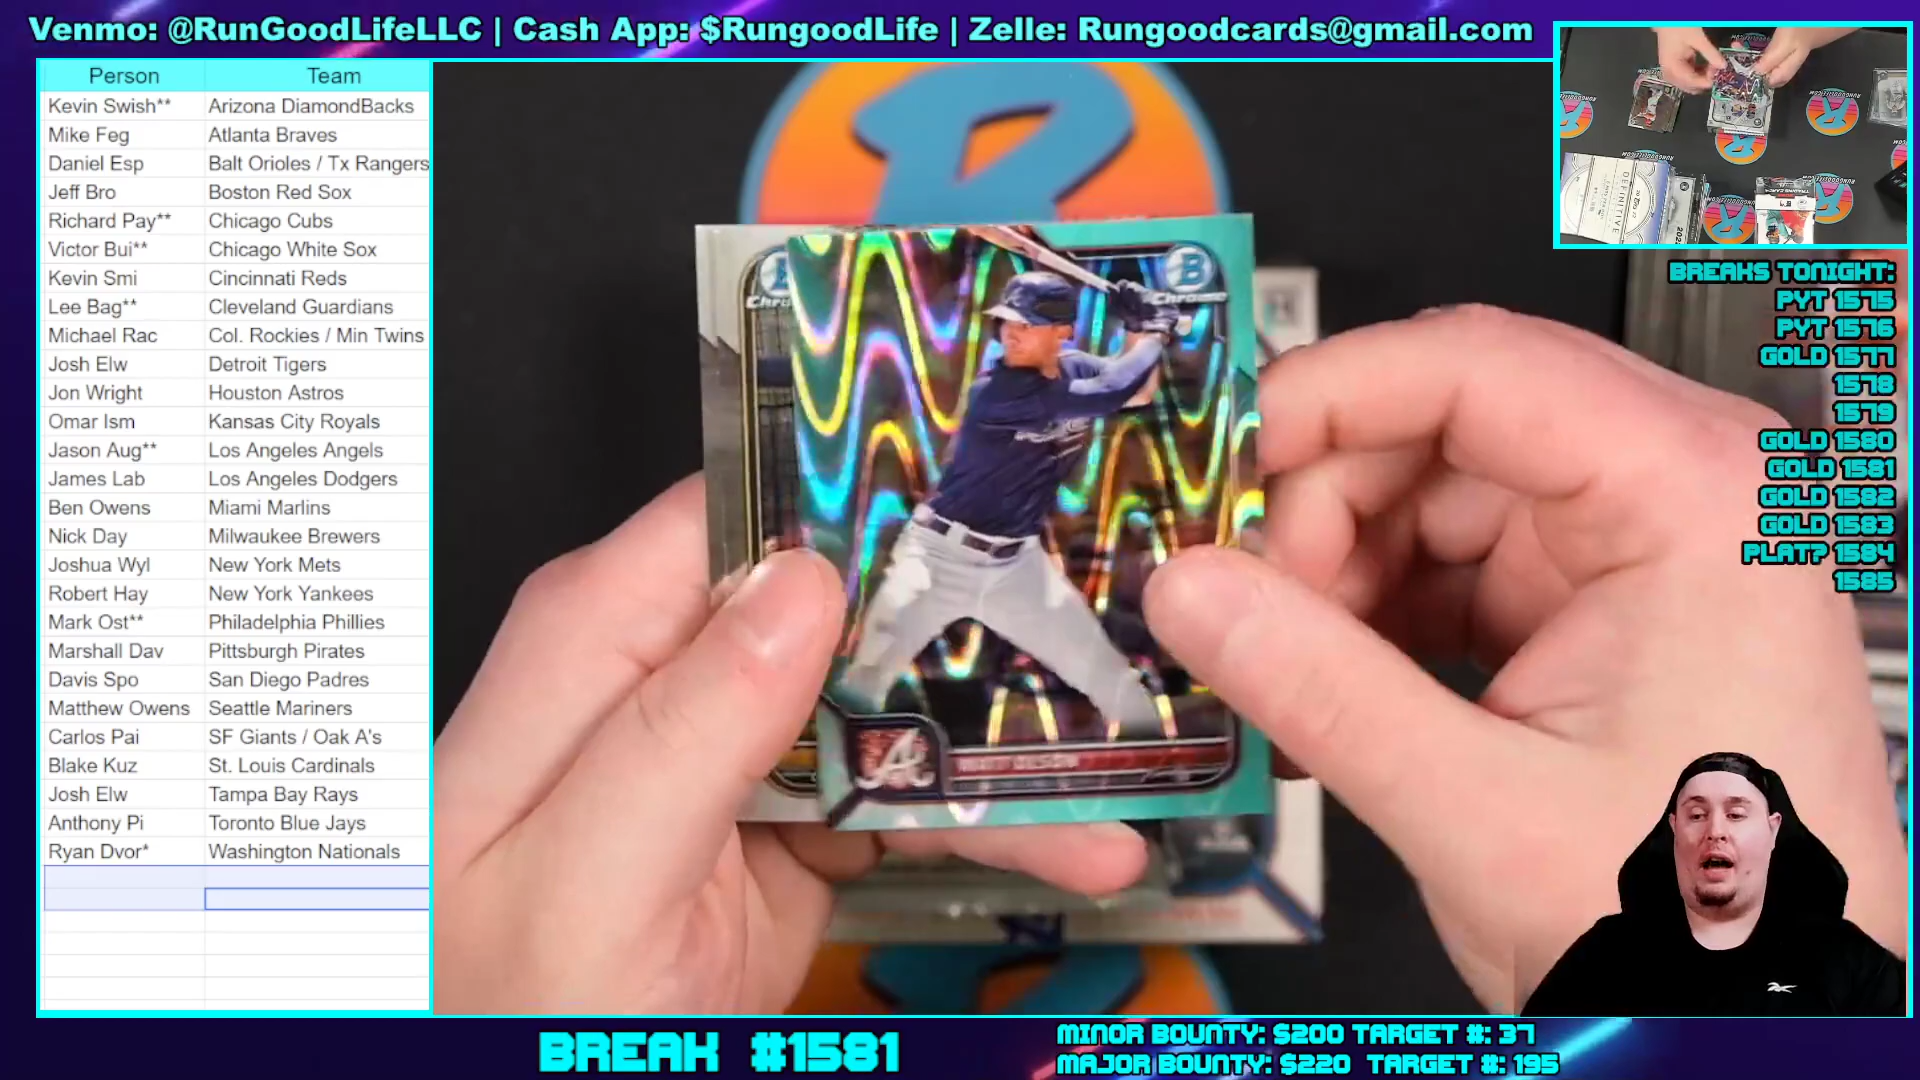 Venmo: @RunGoodLifeLLC | Cash App: $RungoodLife | Zelle: Rungoodcards@gmail.com
Person Team
Kevin Swish** Arizona DiamondBacks
Mike Feg Atlanta Braves
Daniel Esp Balt Orioles / Tx Rangers
Jeff Bro Boston Red Sox
Richard Pay** Chicago Cubs
Victor Bui** Chicago White Sox
Kevin Smi Cincinnati Reds
Lee Bag** Cleveland Guardians
Michael Rac Col. Rockies / Min Twins
Josh Elw Detroit Tigers
Jon Wright Houston Astros
Omar Ism Kansas City Royals
Jason Aug** Los Angeles Angels
James Lab Los Angeles Dodgers
Ben Owens Miami Marlins
Nick Day Milwaukee Brewers
Joshua Wyl New York Mets
Robert Hay New York Yankees
Mark Ost** Philadelphia Phillies
Marshall Dav Pittsburgh Pirates
Davis Spo San Diego Padres
Matthew Owens Seattle Mariners
Carlos Pai SF Giants / Oak A's
Blake Kuz St. Louis Cardinals
Josh Elw Tampa Bay Rays
Anthony Pi Toronto Blue Jays
Ryan Dvor* Washington Nationals
B
Chrome
A
MATT OLSON
DEFINITIVE
BREAKS TONIGHT:
PYT 1575
PYT 1576
GOLD 1577
1578
1579
GOLD 1580
GOLD 1581
GOLD 1582
GOLD 1583
PLAT? 1584
1585
BREAK #1581
MINOR BOUNTY: $200 TARGET #: 37
MAJOR BOUNTY: $220 TARGET #: 195